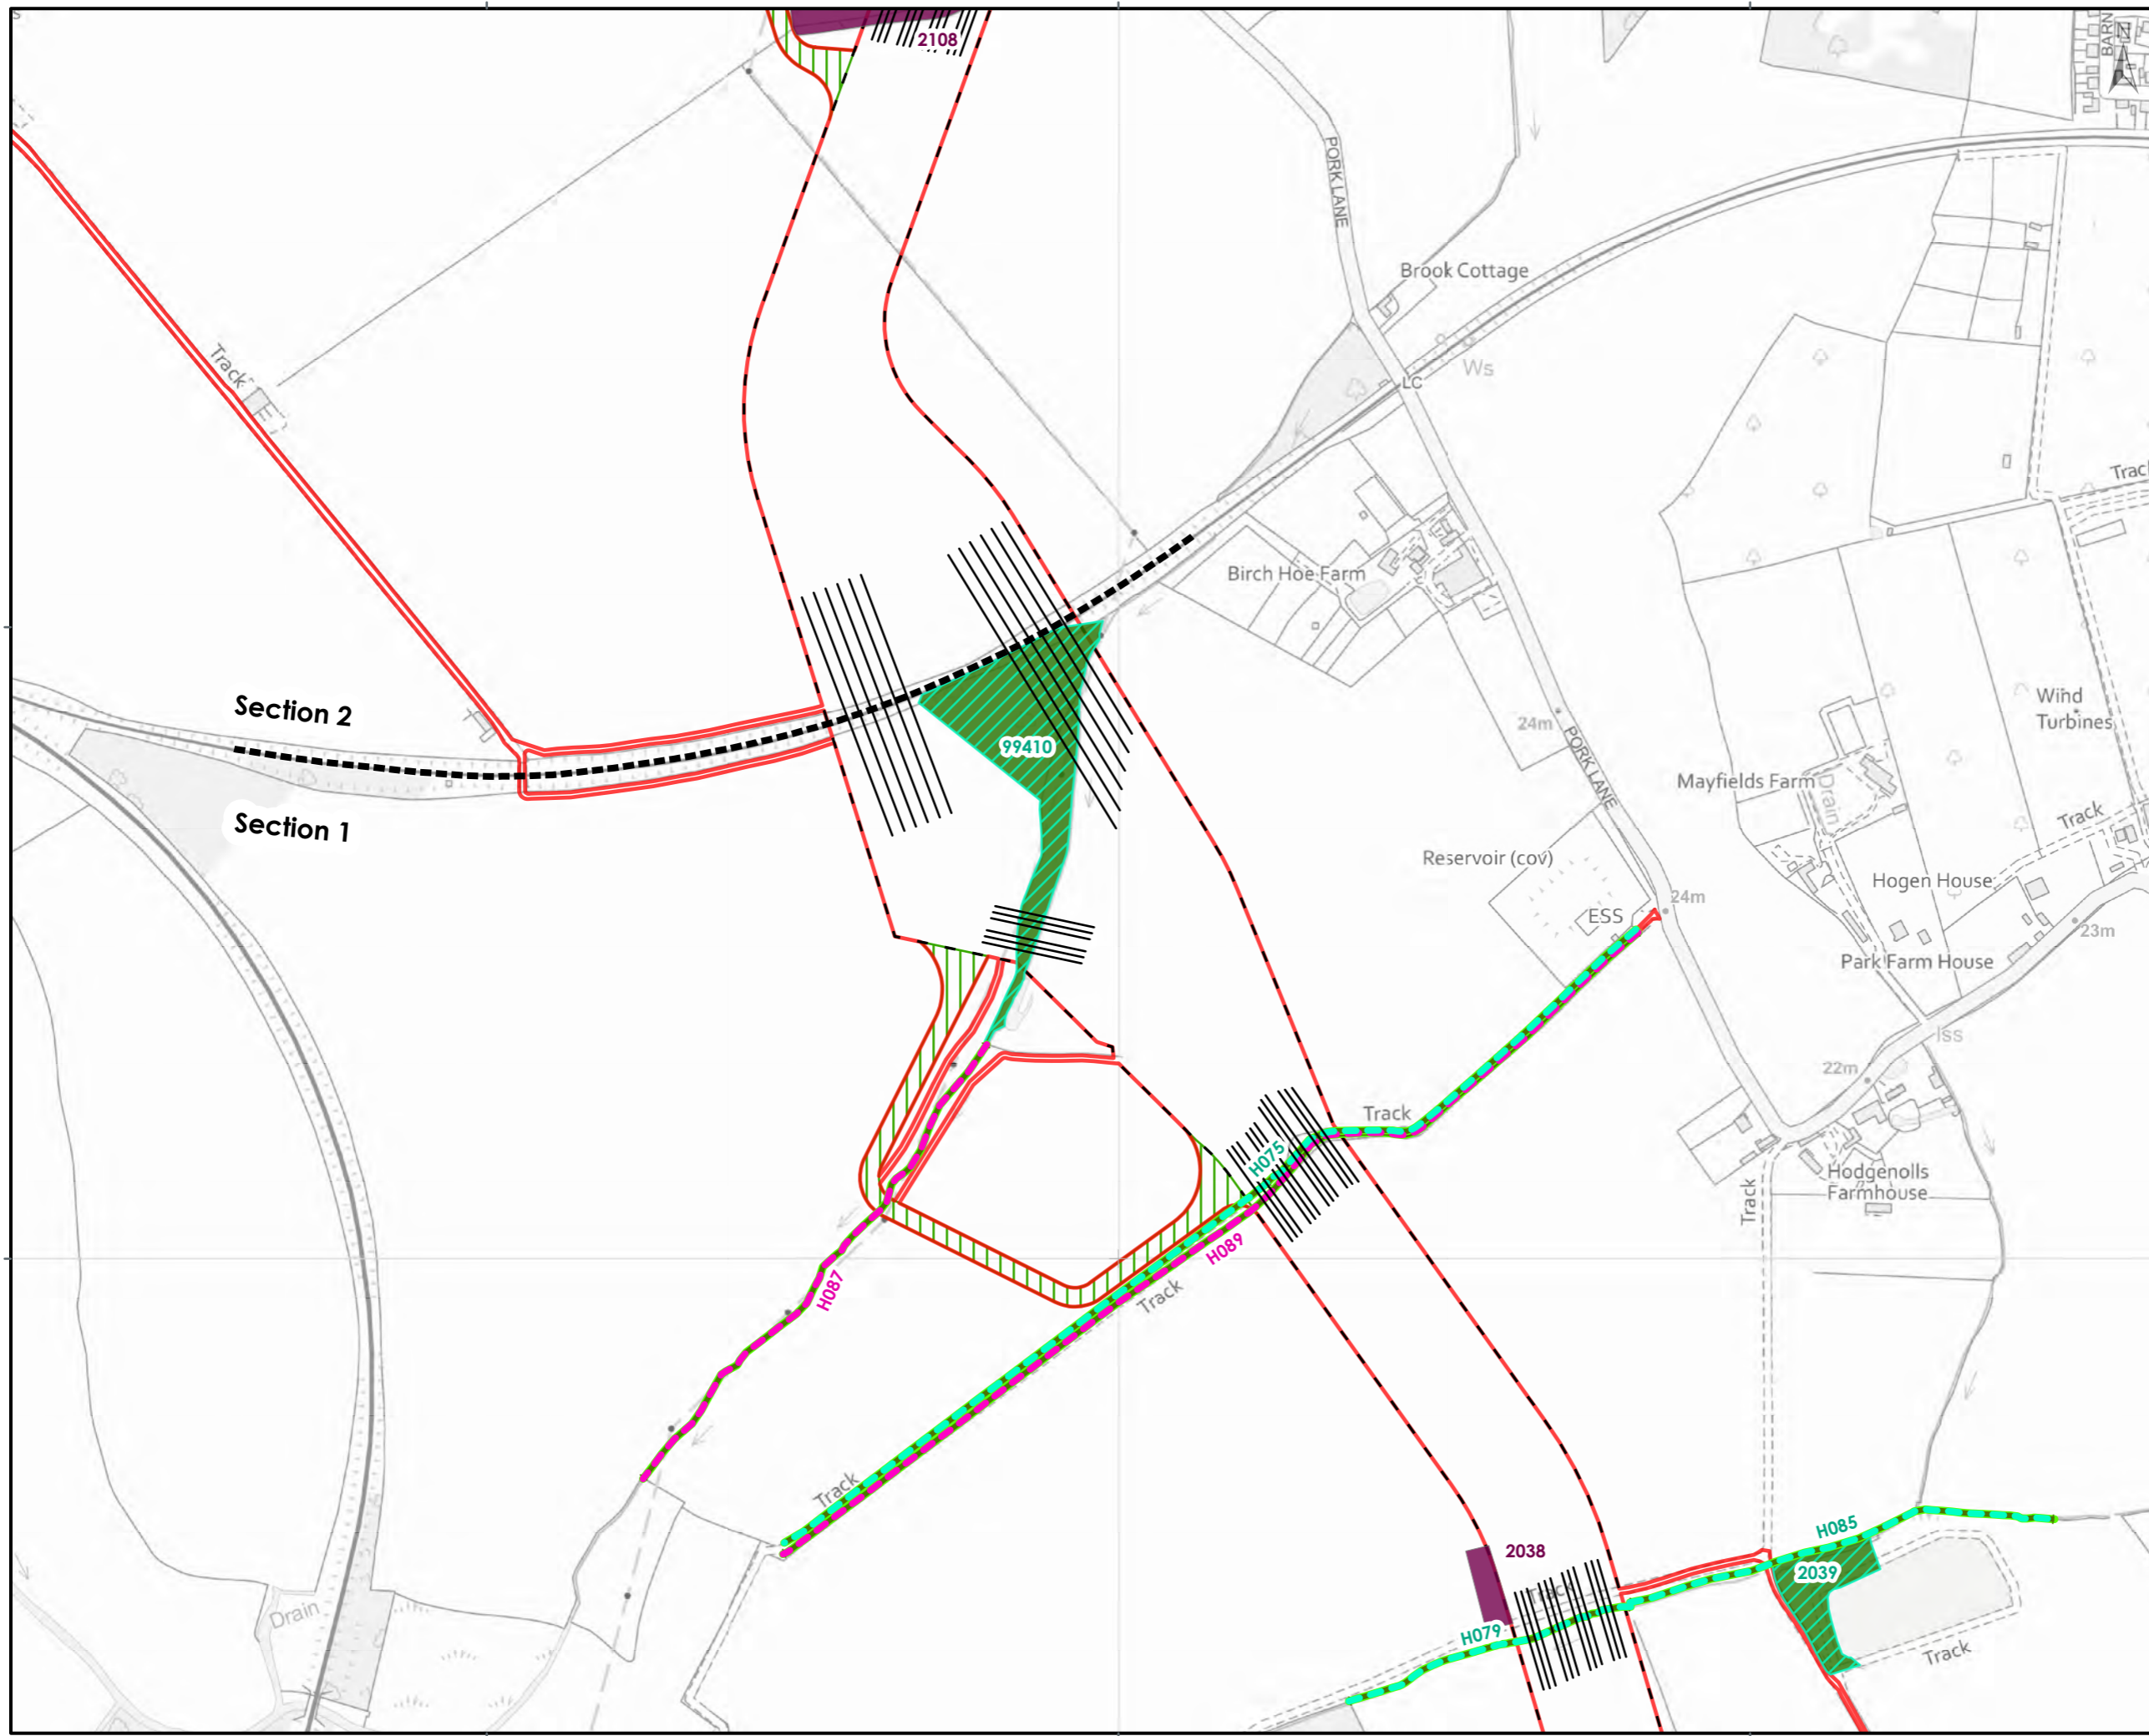 2108
BARN
N
PORK LANE
Brook Cottage
Ws
LC
Track
Track
Birch Hoe Farm
Section 2
Section 1
99410
24m
PORK LANE
Wind
Turbines
Mayfields Farm
Drain
Track
Reservoir (cov)
Hogen House
ESS
24m
23m
Park Farm House
Iss
22m
Track
H075
Hodgenolls
Farmhouse
Track
H089
Track
H087
Track
H085
2038
2039
Track
H079
Track
Drain